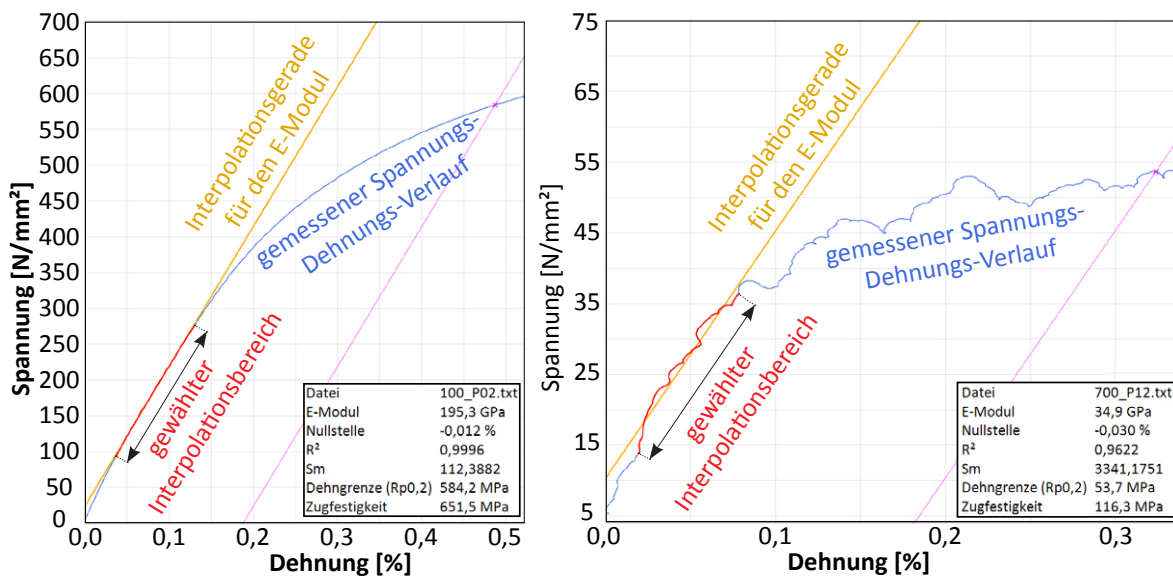 700
650
600
550
500
450
400
350
300
250
200
150
100
50
0
Spannung [N/mm²]
0,0
0,1
0,2
0,3
0,4
0,5
Dehnung [%]
Interpolationsgerade
für den E-Modul
gemessener Spannungs-
Dehnungs-Verlauf
gewählter
Interpolationsbereich
Datei 100_P02.txt
E-Modul 195,3 GPa
Nullstelle -0,012 %
R² 0,9996
Sm 112,3882
Dehngrenze (Rp0,2) 584,2 MPa
Zugfestigkeit 651,5 MPa
75
65
55
45
35
25
15
5
Spannung [N/mm²]
0,0
0,1
0,2
0,3
Dehnung [%]
Interpolationsgerade
für den E-Modul
gemessener Spannungs-
Dehnungs-Verlauf
gewählter
Interpolationsbereich
Datei 700_P12.txt
E-Modul 34,9 GPa
Nullstelle -0,030 %
R² 0,9622
Sm 3341,1751
Dehngrenze (Rp0,2) 53,7 MPa
Zugfestigkeit 116,3 MPa